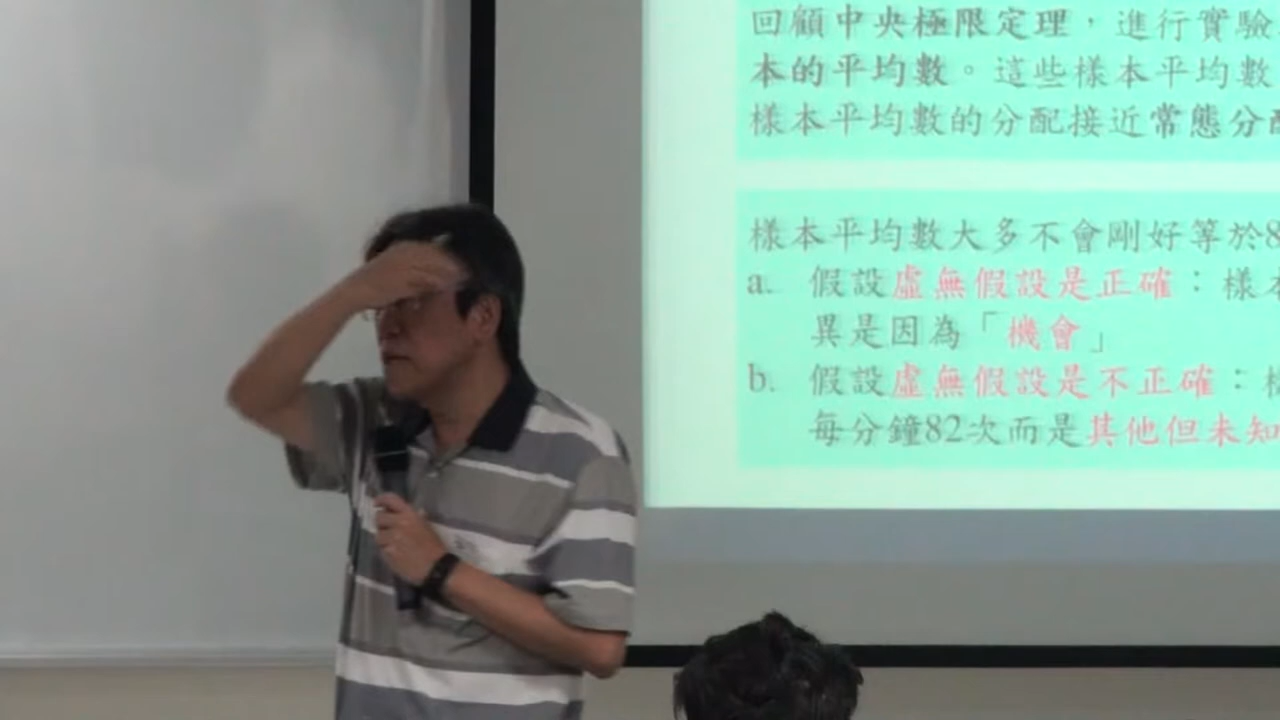 回顧中央極限定理，進行實驗
本的平均數。這些樣本平均數
樣本平均數的分配接近常態分配
樣本平均數大多不會剛好等於8
a. 假設虛無假設是正確：樣本
異是因為「機會」
b. 假設虛無假設是不正確：
每分鐘82次而是其他但未知